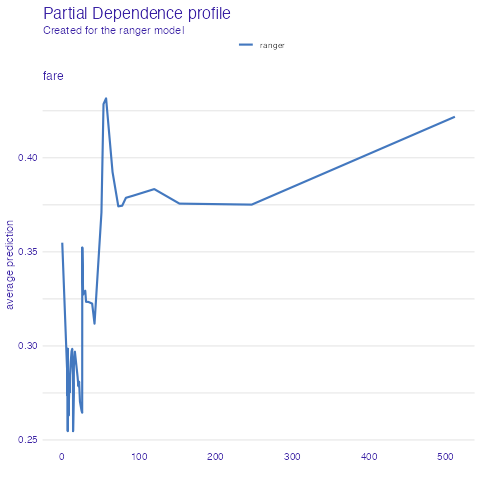 Partial Dependence profile
Created for the ranger model
ranger
fare
average prediction
0.40
0.35
0.30
0.25
0
100
200
300
400
500